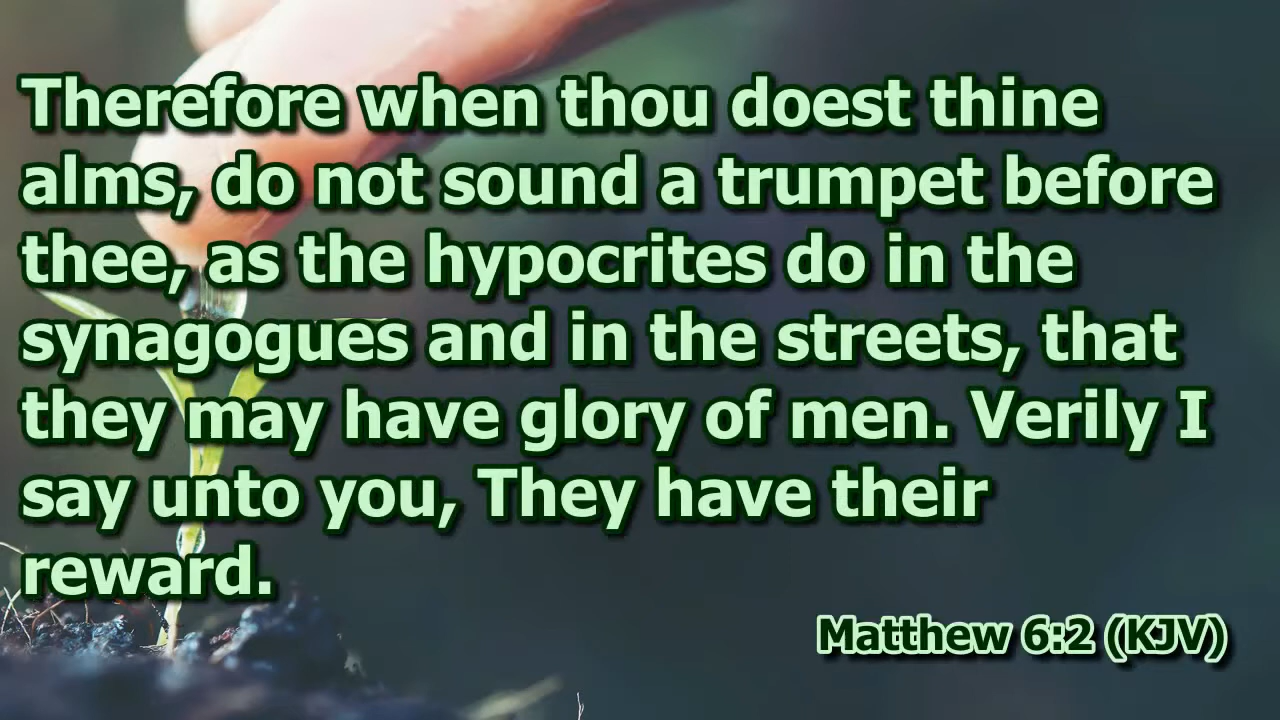 Therefore when thou doest thine
alms, do not sound a trumpet before
thee, as the hypocrites do in the
synagogues and in the streets, that
they may have glory of men. Verily I
say unto you, They have their
reward.
Matthew 6:2 (KJV)